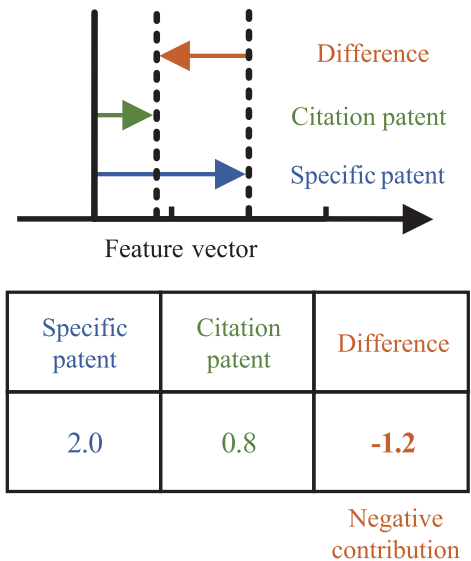 Difference
Citation patent
Specific patent
Feature vector
Specific
patent
Citation
patent
Difference
2.0
0.8
-1.2
Negative
contribution